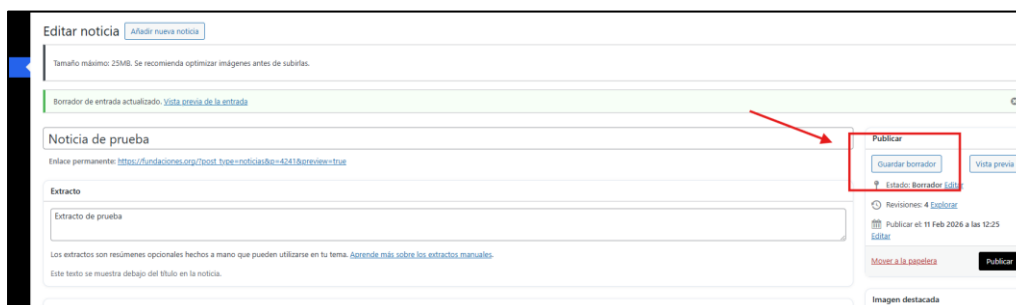 Editar noticia Añadir nueva noticia
Tamaño máximo: 25MB. Se recomienda optimizar imágenes antes de subirlas.
Borrador de entrada actualizado. Vista previa de la entrada
Noticia de prueba
Enlace permanente: https://fundaciones.org/?post_type=noticias&p=4241&preview=true
Extracto
Extracto de prueba
Los extractos son resúmenes opcionales hechos a mano que pueden utilizarse en tu tema. Aprende más sobre los extractos manuales.
Este texto se muestra debajo del título en la noticia.
Publicar
Guardar borrador Vista previa
Estado: Borrador Editar
Revisiones: 4 Explorar
Publicar el: 11 Feb 2026 a las 12:25
Editar
Mover a la papelera Publicar
Imagen destacada